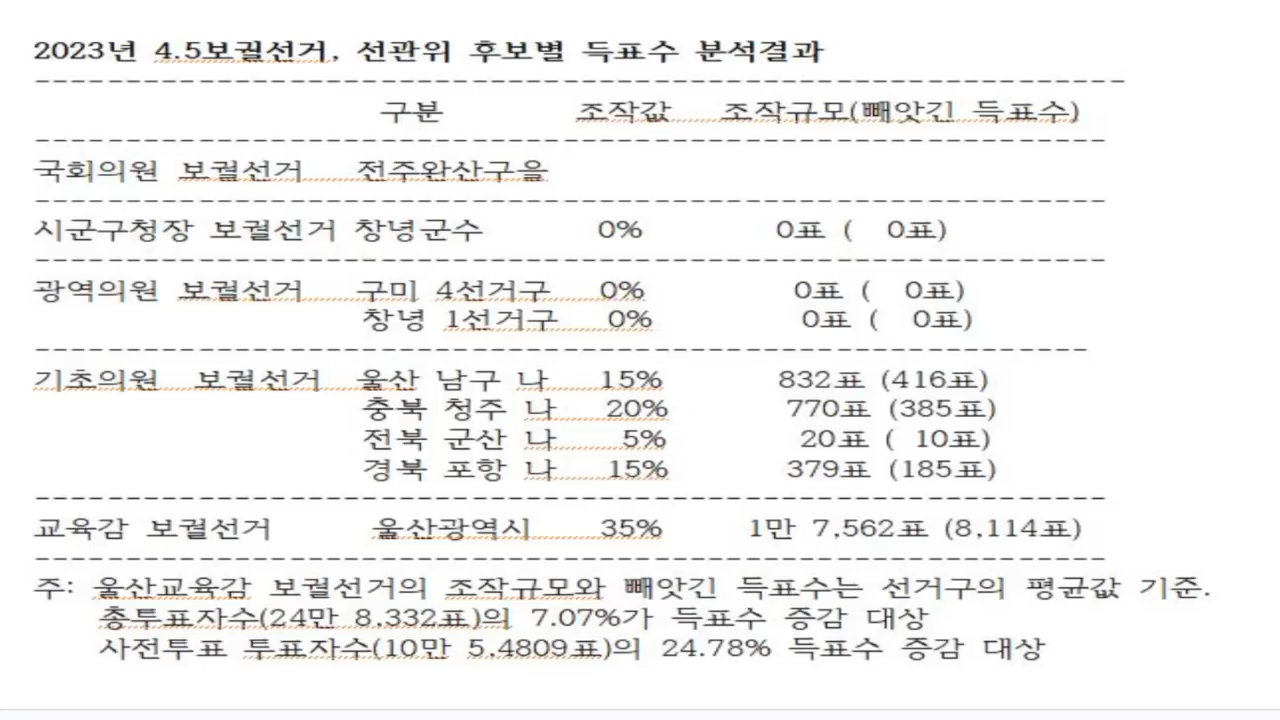 2023년 4.5보궐선거, 선관위 후보별 득표수 분석결과
구분 조작값 조작규모(빼앗긴 득표수)
국회의원 보궐선거 전주완산구을
시군구청장 보궐선거 창녕군수 0% 0표 ( 0표)
광역의원 보궐선거 구미 4선거구 0% 0표 ( 0표)
창녕 1선거구 0% 0표 ( 0표)
기초의원 보궐선거 울산 남구 나 15% 832표 (416표)
충북 청주 나 20% 770표 (385표)
전북 군산 나 5% 20표 ( 10표)
경북 포항 나 15% 379표 (185표)
교육감 보궐선거 울산광역시 35% 1만 7,562표 (8,114표)
주: 울산교육감 보궐선거의 조작규모와 빼앗긴 득표수는 선거구의 평균값 기준.
총투표자수(24만 8,332표)의 7.07%가 득표수 증감 대상
사전투표 투표자수(10만 5,4809표)의 24.78% 득표수 증감 대상